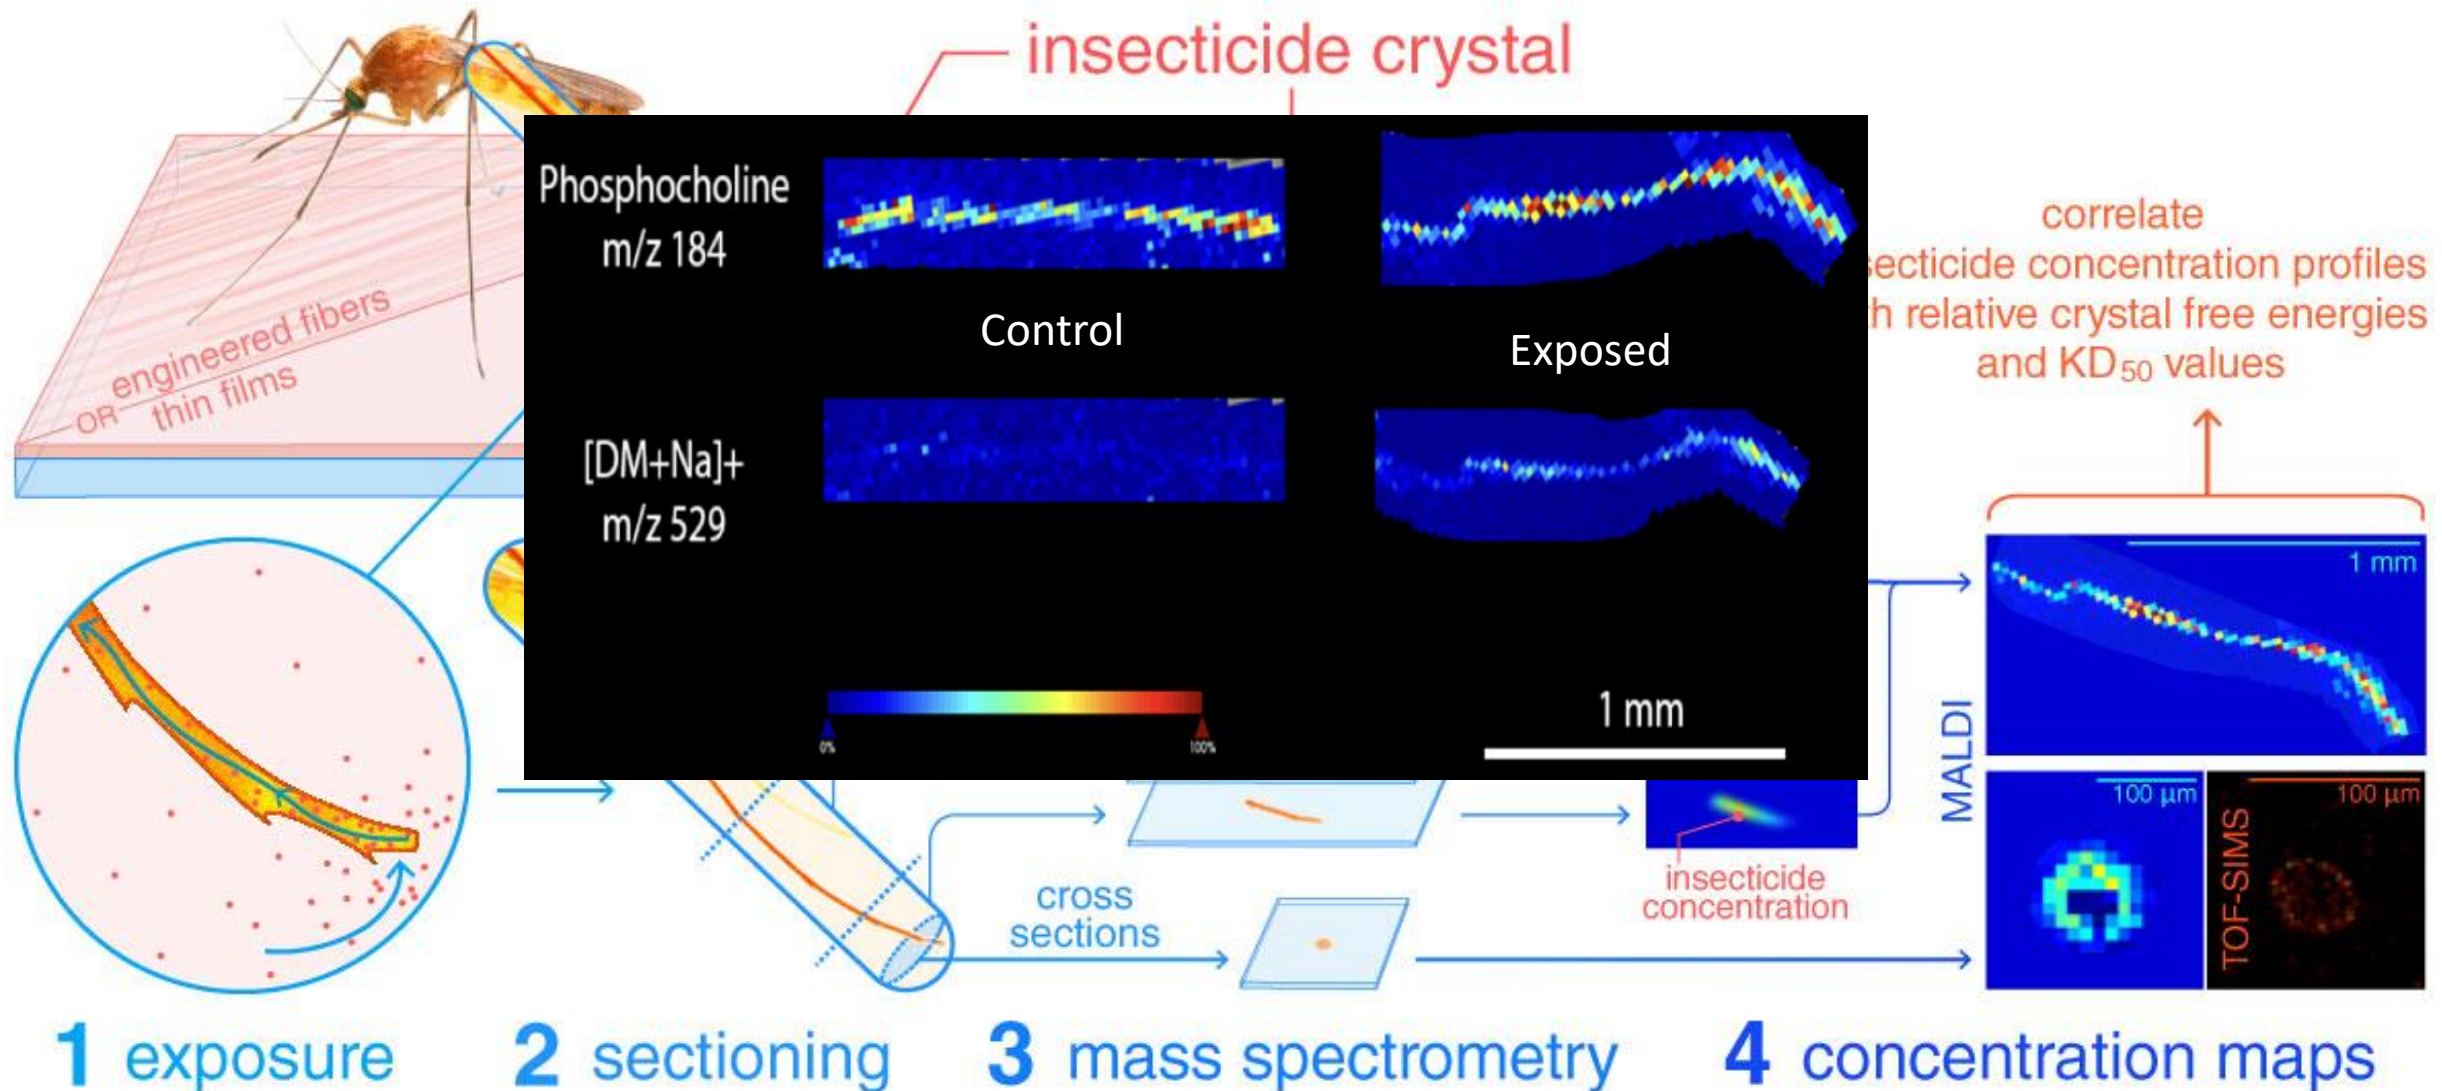 insecticide crystal
engineered fibers
OR
thin films
Phosphocholine
m/z 184
Control
Exposed
[DM+Na]+
m/z 529
0%
100%
1 mm
correlate
secticide concentration profiles
h relative crystal free energies
and KD50 values
1 mm
MALDI
100 µm
100 µm
TOF-SIMS
insecticide
concentration
cross
sections
1 exposure
2 sectioning
3 mass spectrometry
4 concentration maps